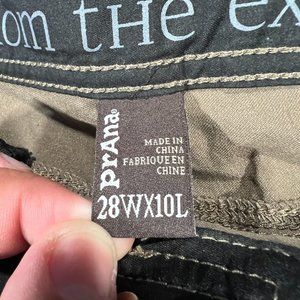 om tHe ex
prAna®
MADE IN
CHINA
FABRIQUE EN
CHINE
28WX10L